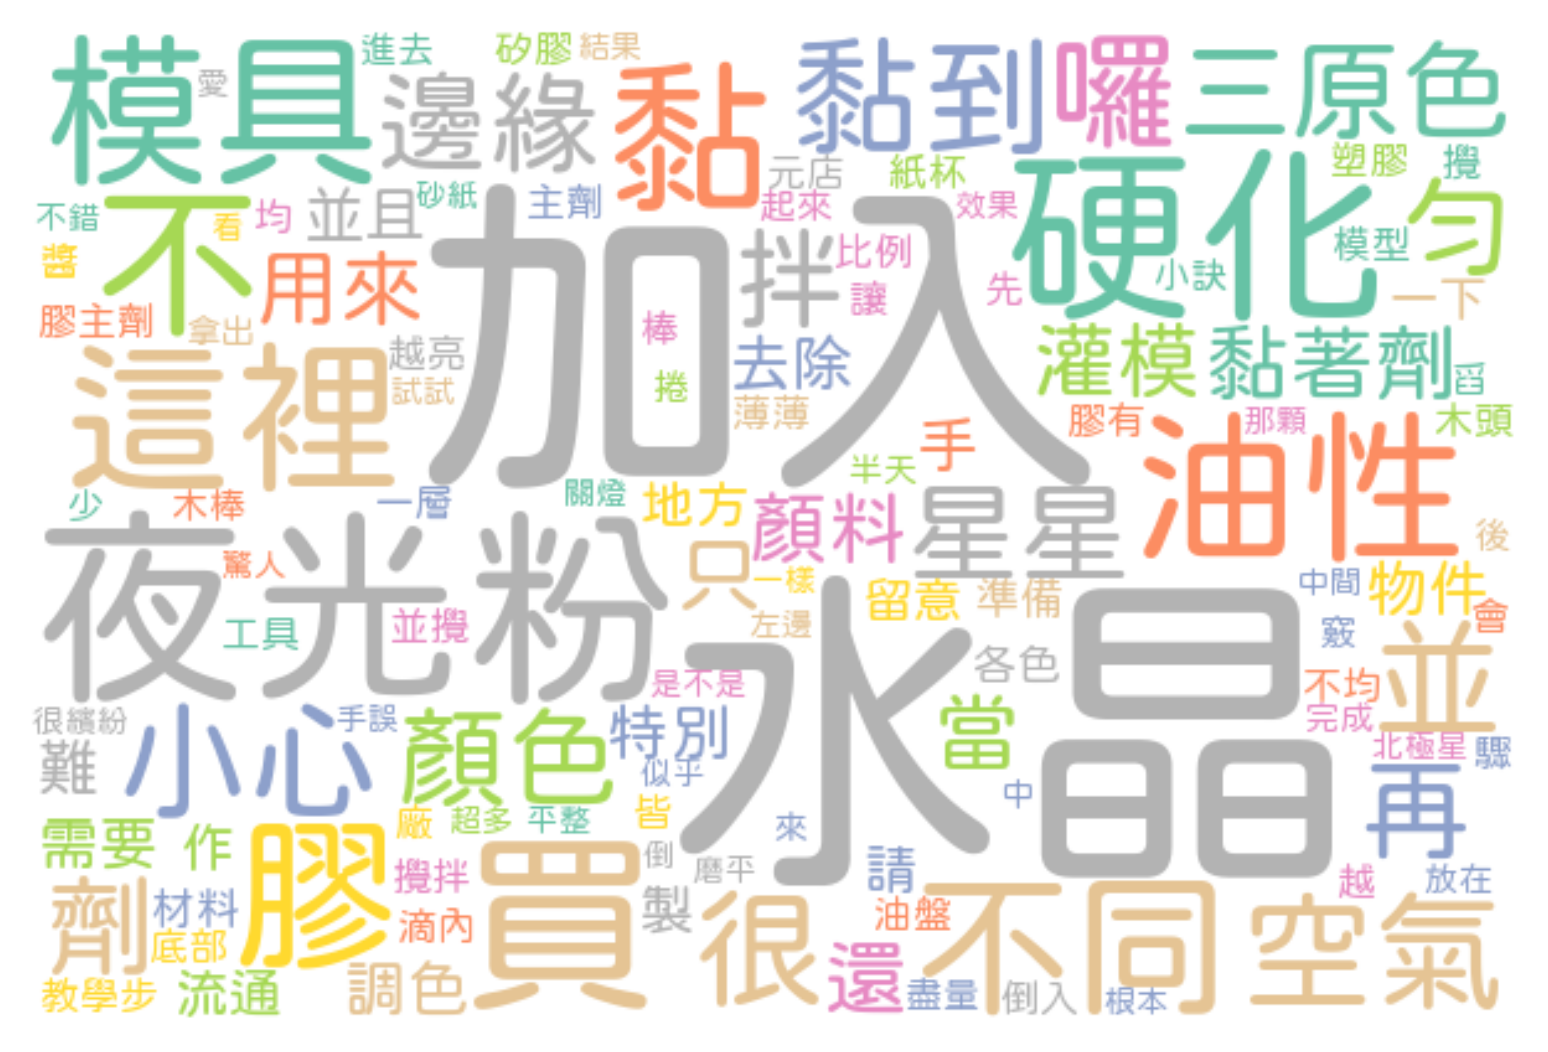 模具
愛
進去
矽膠
結果
邊緣
黏
黏到
囉
三原色
元店
紙杯
塑膠
攪
不錯
不
看
均
並且
砂紙
主劑
起來
效果
硬化
勻
醬
用來
加入
拌
比例
讓
先
小訣
模型
一下
膠主劑
拿出
越亮
棒
去除
灌模
黏著劑
這裡
試試
捲
薄薄
舀
手
膠有
那顆
木頭
油性
半天
少
木棒
一層
關燈
地方
顏料
星星
後
夜光粉
驚人
只
一樣
留意
準備
中間
物件
會
工具
並攪
左邊
水晶
各色
竅
並
是不是
不均
完成
很繽紛
小心
手誤
顏色
特別
當
北極星
驟
難
似乎
中
再
需要
作
膠
廠
超多
平整
皆
來
買
倒
磨平
請
越
放在
劑
材料
攪拌
製
很
油盤
不同
空氣
底部
滴內
還
教學步
流通
調色
盡量
倒入
根本